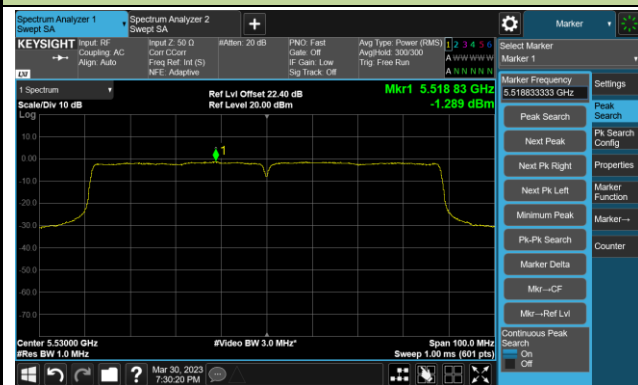 Spectrum Analyzer 1
Swept SA
Spectrum Analyzer 2
Swept SA
+
Marker
KEYSIGHT
Input: RF
Coupling: AC
Align: Auto
Input Z: 50 Ω
Corr CCorr
Freq Ref: Int (S)
NFE: Adaptive
#Atten: 20 dB
PNO: Fast
Gate: Off
IF Gain: Low
Sig Track: Off
Avg Type: Power (RMS)
Avg|Hold: 300/300
Trig: Free Run
1 2 3 4 5 6
A W W W W W
A N N N N N
LXI
Select Marker
Marker 1
1 Spectrum
Scale/Div 10 dB
Log
Ref Lvl Offset 22.40 dB
Ref Level 20.00 dBm
Mkr1 5.518 83 GHz
-1.289 dBm
10.0
0.00
-10.0
-20.0
-30.0
-40.0
-50.0
-60.0
-70.0
1
Center 5.53000 GHz
#Res BW 1.0 MHz
#Video BW 3.0 MHz*
Span 100.0 MHz
Sweep 1.00 ms (601 pts)
Marker Frequency
5.518833333 GHz
Peak Search
Next Peak
Next Pk Right
Next Pk Left
Minimum Peak
Pk-Pk Search
Marker Delta
Mkr→CF
Mkr→Ref Lvl
Continuous Peak
Search
On
Off
Settings
Peak
Search
Pk Search
Config
Properties
Marker
Function
Marker→
Counter
?
Mar 30, 2023
7:30:20 PM